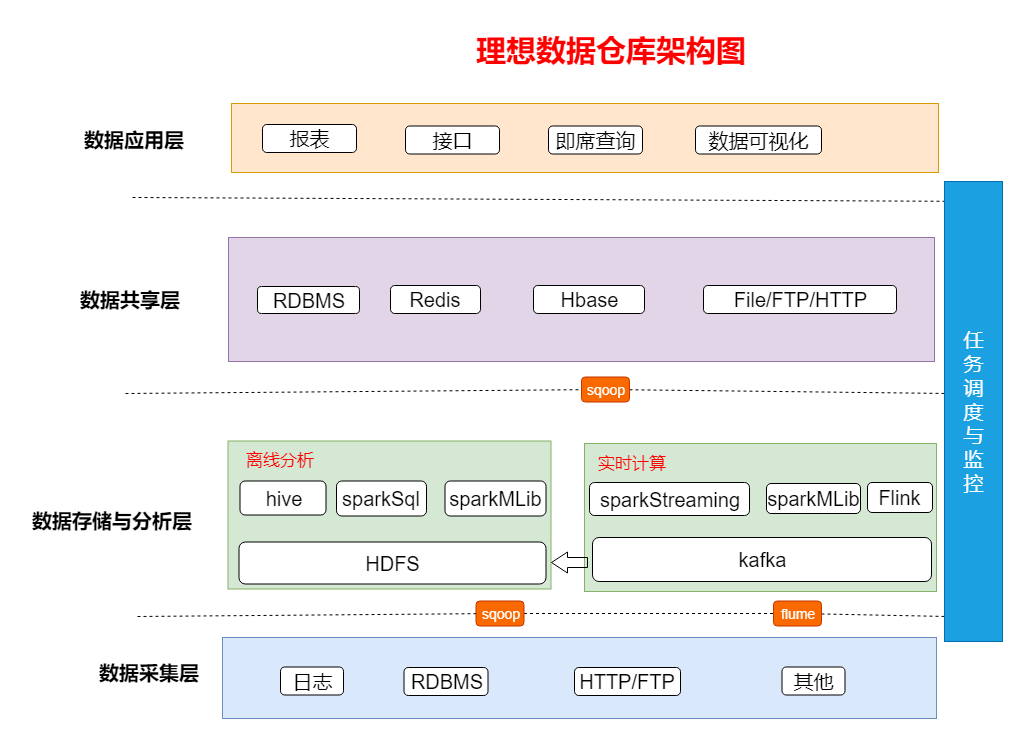 理想数据仓库架构图
数据应用层
报表
接口
即席查询
数据可视化
数据共享层
RDBMS
Redis
Hbase
File/FTP/HTTP
sqoop
数据存储与分析层
离线分析
hive
sparkSql
sparkMLib
HDFS
实时计算
sparkStreaming
sparkMLib
Flink
kafka
sqoop
flume
数据采集层
日志
RDBMS
HTTP/FTP
其他
任
务
调
度
与
监
控